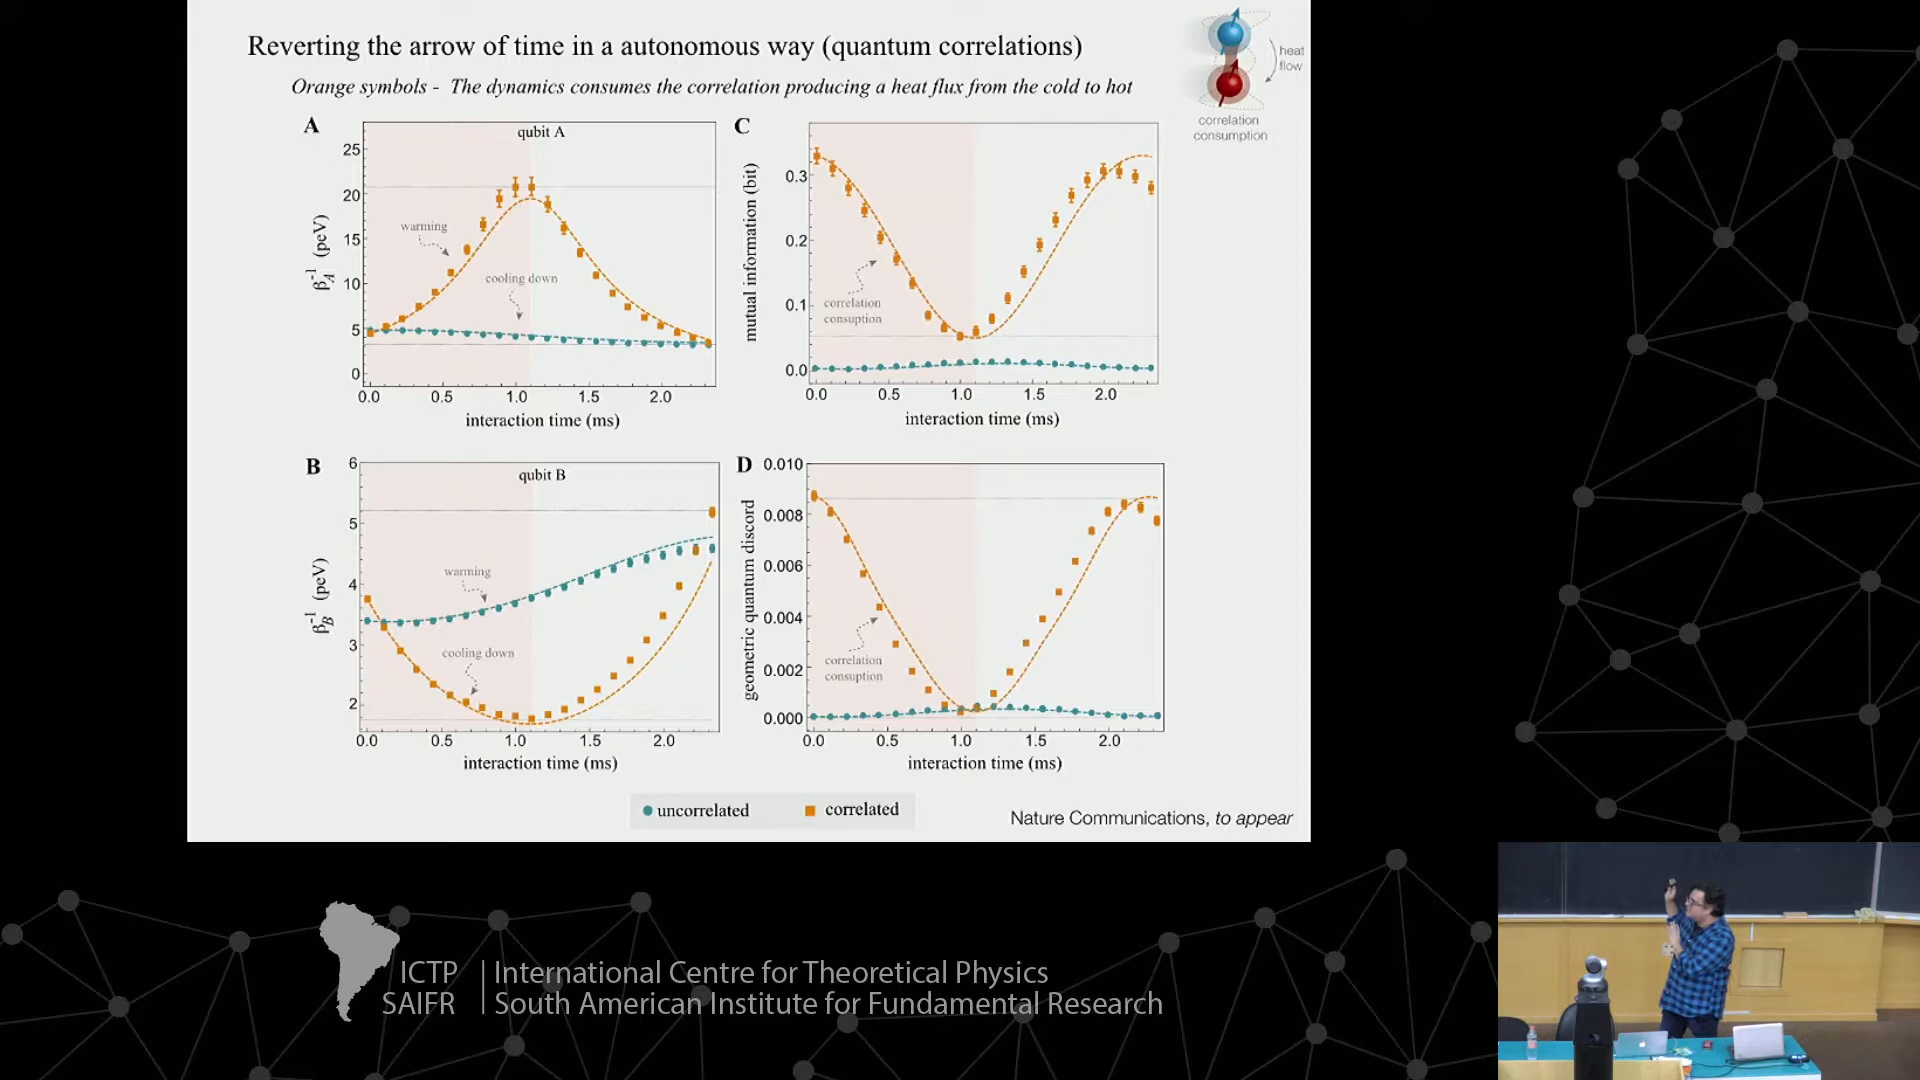 Reverting the arrow of time in a autonomous way (quantum correlations)
Orange symbols - The dynamics consumes the correlation producing a heat flux from the cold to hot
heat
flow
correlation
consumption
A
qubit A
25
20
15
10
5
0
β_A^-1 (peV)
warming
cooling down
0.0 0.5 1.0 1.5 2.0
interaction time (ms)
C
0.3
0.2
0.1
0.0
mutual information (bit)
correlation
consuption
0.0 0.5 1.0 1.5 2.0
interaction time (ms)
B
qubit B
6
5
4
3
2
β_B^-1 (peV)
warming
cooling down
0.0 0.5 1.0 1.5 2.0
interaction time (ms)
D
0.010
0.008
0.006
0.004
0.002
0.000
geometric quantum discord
correlation
consuption
0.0 0.5 1.0 1.5 2.0
interaction time (ms)
uncorrelated correlated
Nature Communications, to appear
ICTP International Centre for Theoretical Physics
SAIFR South American Institute for Fundamental Research